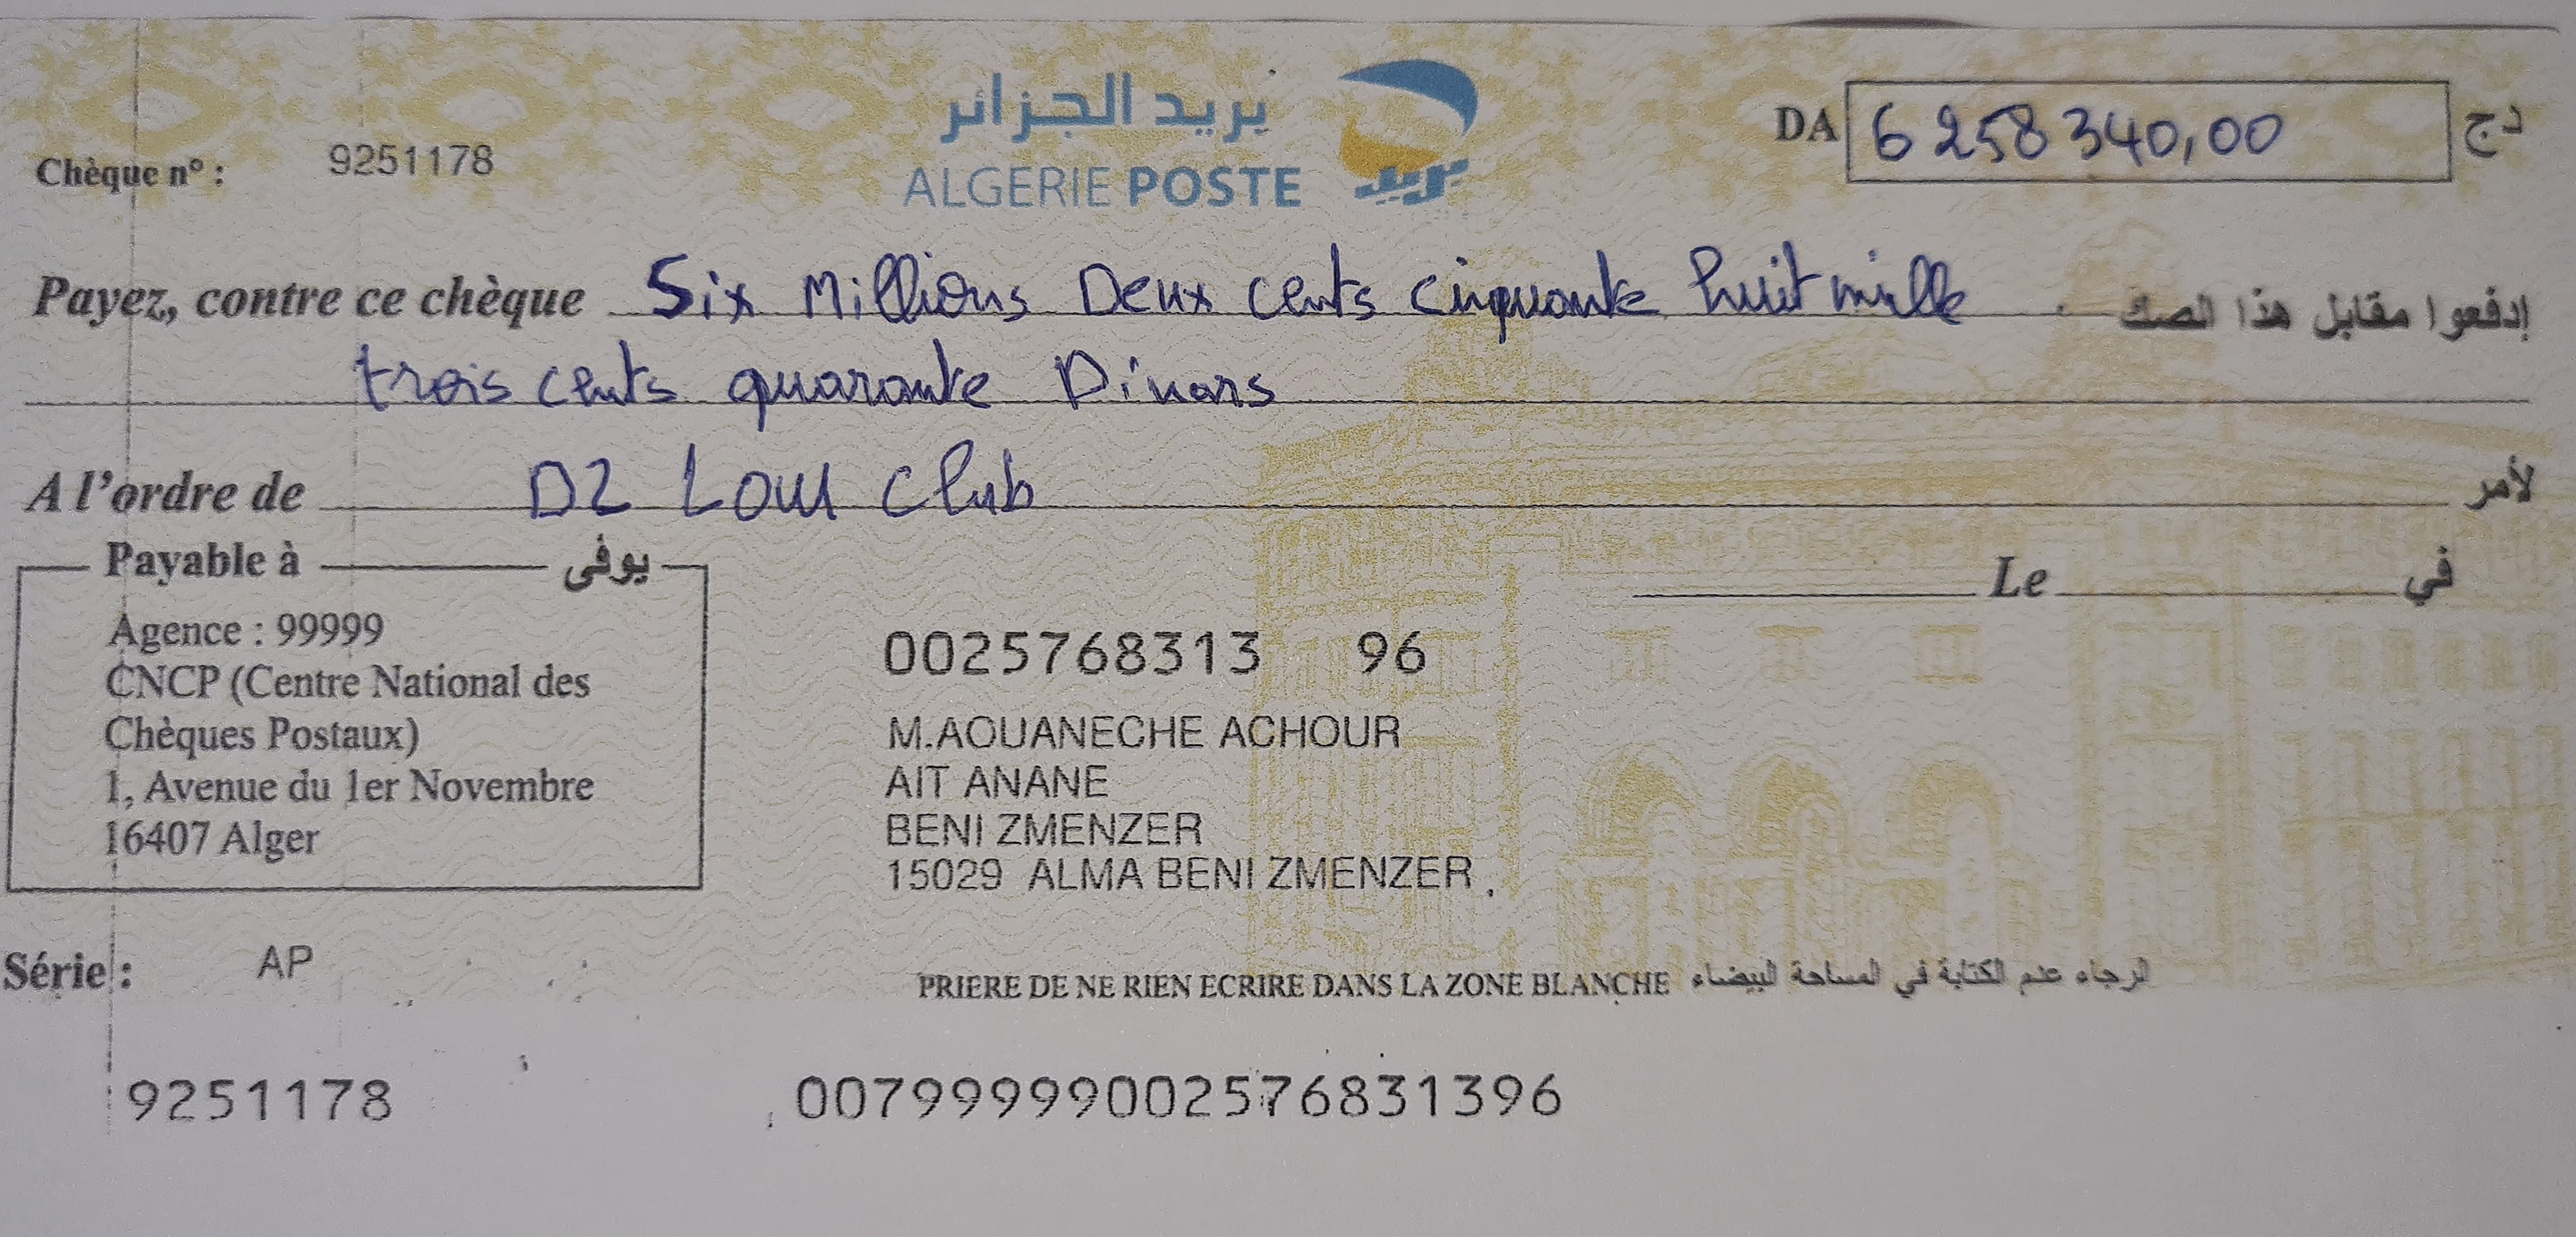 بريد الجزائر
ALGERIE POSTE
بريد
Chèque n° : 9251178
DA 6 258 340,00 دج
Payez, contre ce chèque Six Millions Deux cents cinquante huit mille إدفعوا مقابل هذا الصك
trois cents quarante Dinars
A l'ordre de DZ LOW Club لأمر
Payable à يوفى
Le في
Agence : 99999
CNCP (Centre National des
Chèques Postaux)
1, Avenue du 1er Novembre
16407 Alger
0025768313 96
M.AOUANECHE ACHOUR
AIT ANANE
BENI ZMENZER
15029 ALMA BENI ZMENZER
Série : AP
PRIERE DE NE RIEN ECRIRE DANS LA ZONE BLANCHE الرجاء عدم الكتابة في المساحة البيضاء
9251178 00799999002576831396